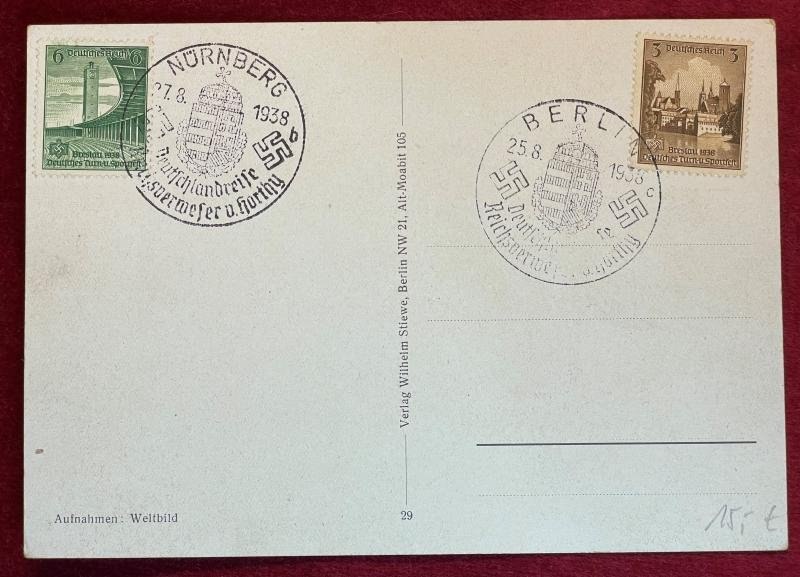 6 Deutsches Reich 6
Breslau 1938
Deutsches Turn-u. Sportfest
NÜRNBERG
27.8. 1938
b
Deutschlandreise
Reichsverweser v. Horthy
3 Deutsches Reich 3
Breslau 1938
Deutsches Turn-u. Sportfest
BERLIN
25.8. 1938
c
Reichsverweser v. Horthy
Verlag Wilhelm Stiewe, Berlin NW 21, Alt-Moabit 105
Aufnahmen: Weltbild
29
15,- €